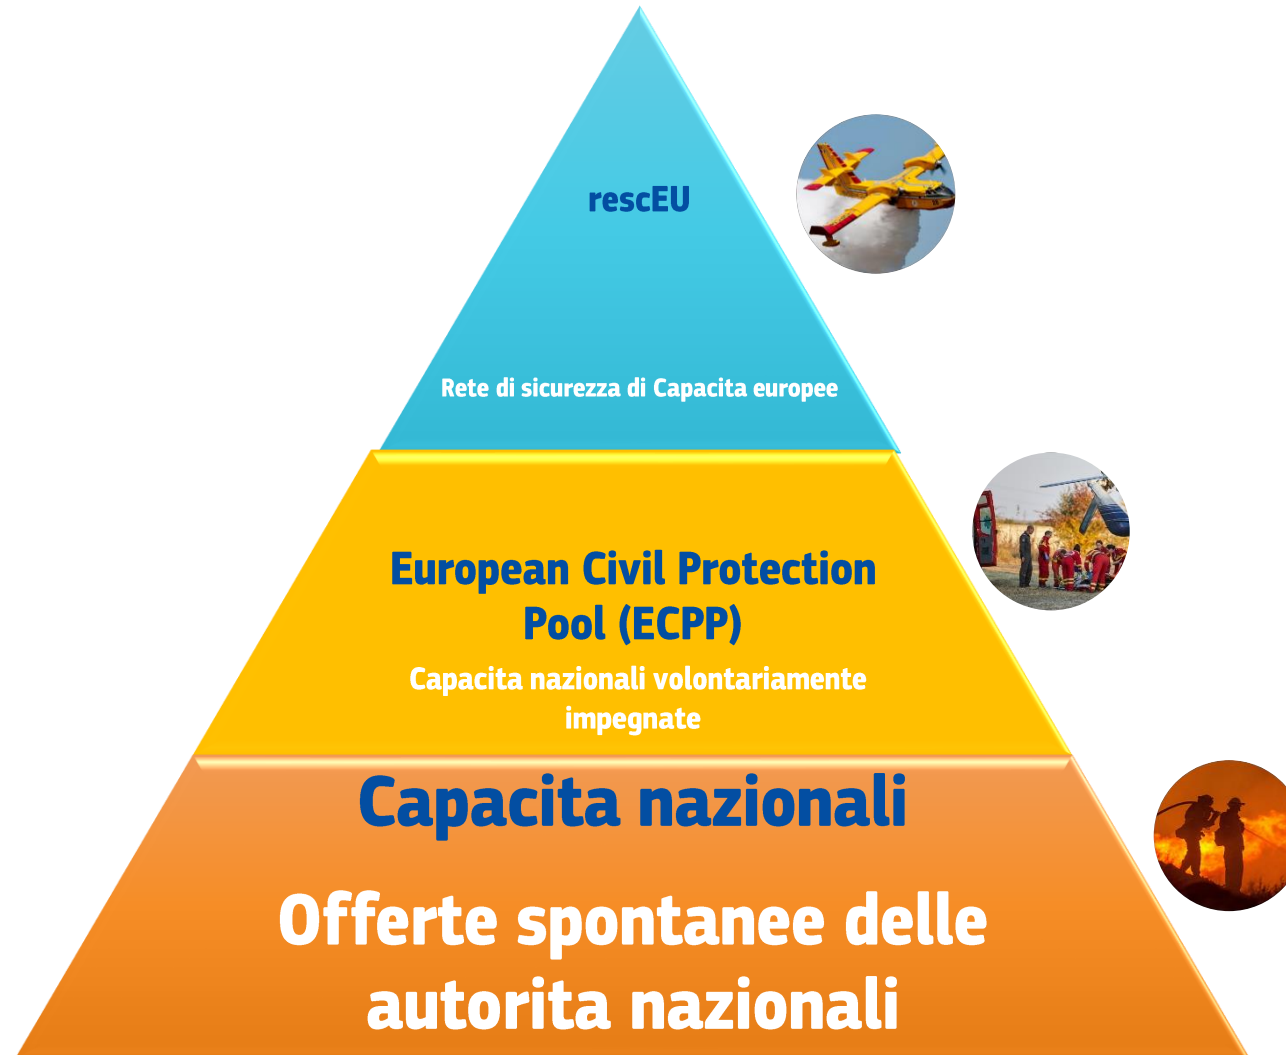 rescEU
Rete di sicurezza di Capacita europee
European Civil Protection
Pool (ECPP)
Capacita nazionali volontariamente
impegnate
Capacita nazionali
Offerte spontanee delle
autorita nazionali